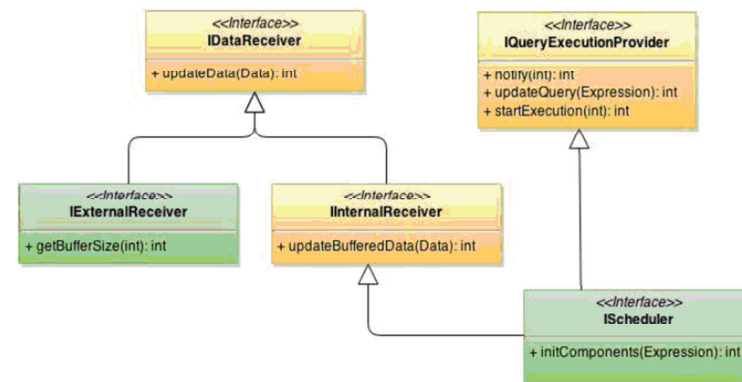 <<Interface>>
IDataReceiver
+ updateData(Data): int
<<Interface>>
IQueryExecutionProvider
+ notify(int): int
+ updateQuery(Expression): int
+ startExecution(int): int
<<Interface>>
IExternalReceiver
+ getBufferSize(int): int
<<Interface>>
IInternalReceiver
+ updateBufferedData(Data): int
<<Interface>>
IScheduler
+ initComponents(Expression): int